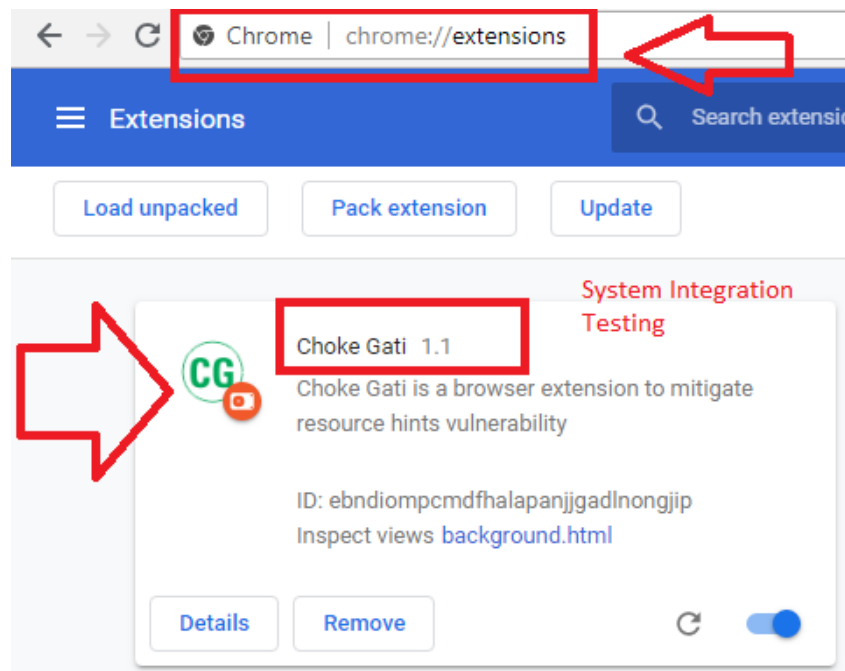 Chrome | chrome://extensions
Extensions
Search extensi
Load unpacked Pack extension Update
System Integration
Testing
Choke Gati 1.1
CG
Choke Gati is a browser extension to mitigate
resource hints vulnerability
ID: ebndiompcmdfhalapanjjgadlnongjip
Inspect views background.html
Details Remove